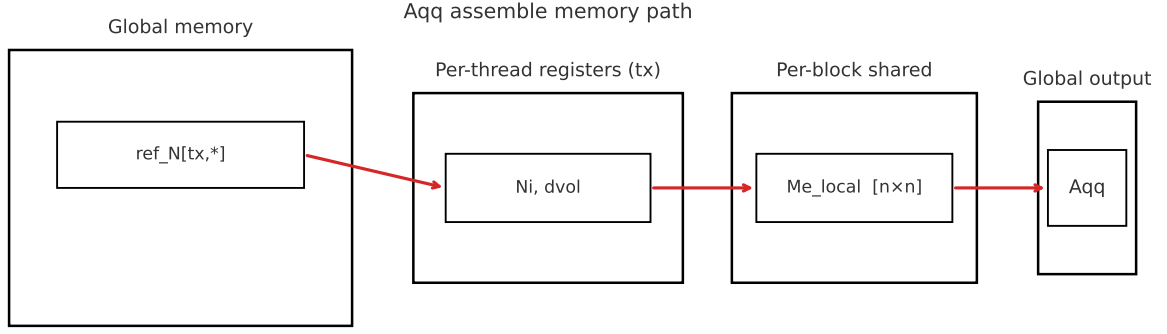 Aqq assemble memory path
Global memory
Per-thread registers (tx)
Per-block shared
Global output
ref_N[tx,*]
Ni, dvol
Me_local  [n×n]
Aqq